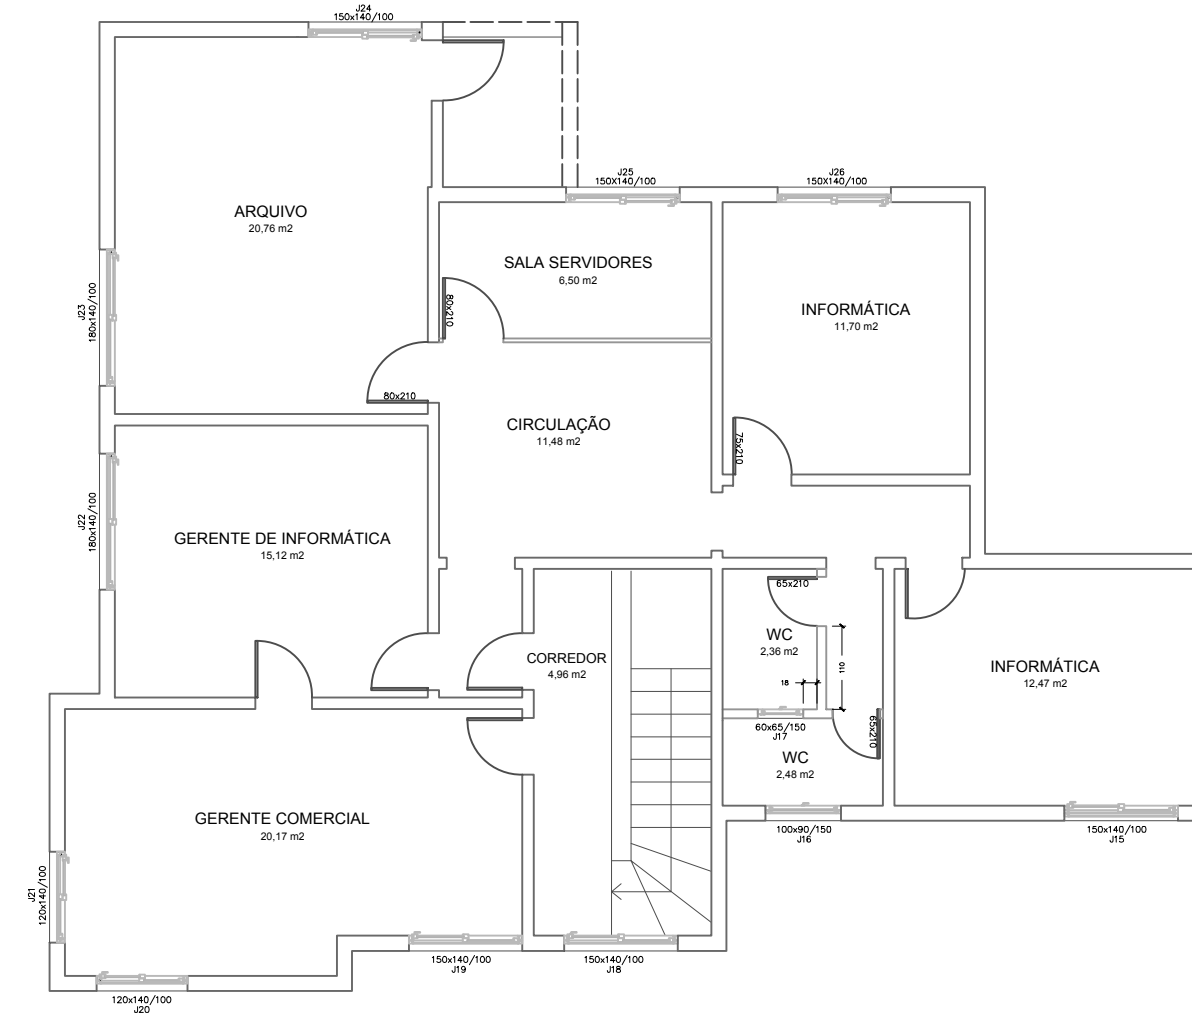 J24
150x140/100
J25
150X140/100
J26
150X140/100
ARQUIVO
20,76 m2
SALA SERVIDORES
6,50 m2
80x210
INFORMÁTICA
11,70 m2
J23
180x140/100
80x210
CIRCULAÇÃO
11,48 m2
75x210
J22
180x140/100
GERENTE DE INFORMÁTICA
15,12 m2
65x210
WC
2,36 m2
110
18
CORREDOR
4,96 m2
INFORMÁTICA
12,47 m2
60x65/150
J17
65x210
WC
2,48 m2
GERENTE COMERCIAL
20,17 m2
100x90/150
J16
150x140/100
J15
J21
120x140/100
150x140/100
J19
150x140/100
J18
120x140/100
J20